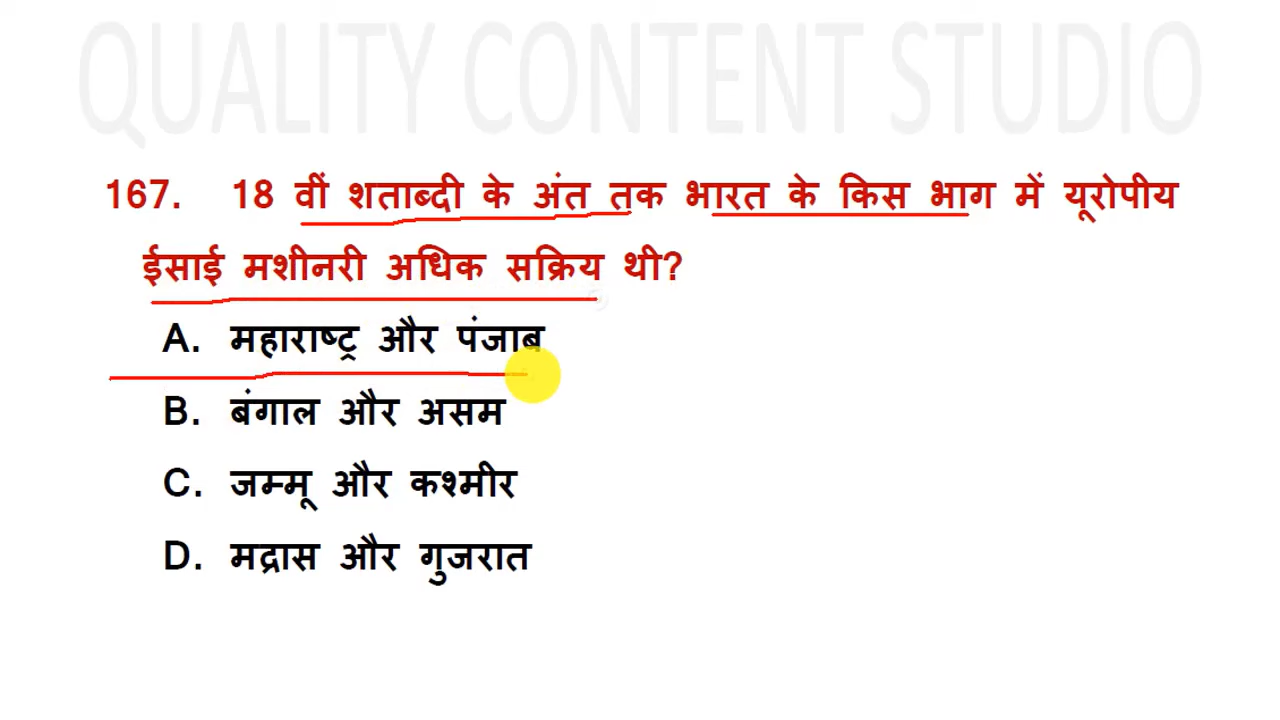 QUALITY CONTENT STUDIO
167. 18 वीं शताब्दी के अंत तक भारत के किस भाग में यूरोपीय
ईसाई मशीनरी अधिक सक्रिय थी?
A. महाराष्ट्र और पंजाब
B. बंगाल और असम
C. जम्मू और कश्मीर
D. मद्रास और गुजरात